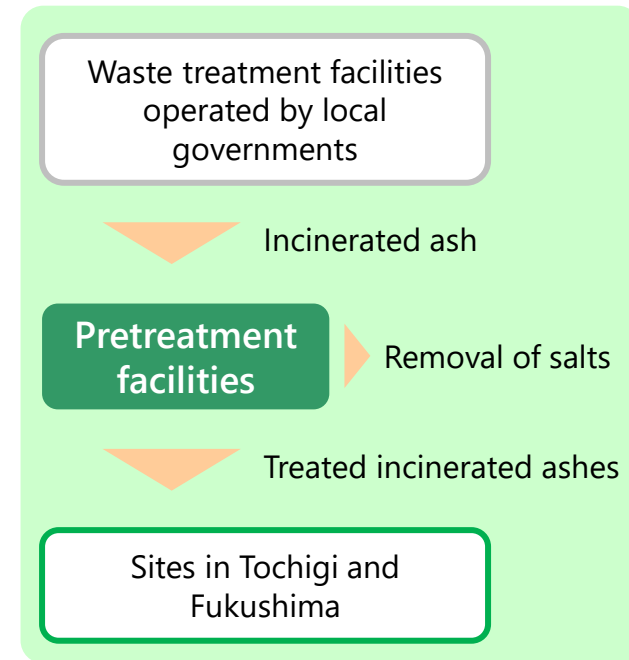 Waste treatment facilities
operated by local
governments
Incinerated ash
Pretreatment
facilities
Removal of salts
Treated incinerated ashes
Sites in Tochigi and
Fukushima